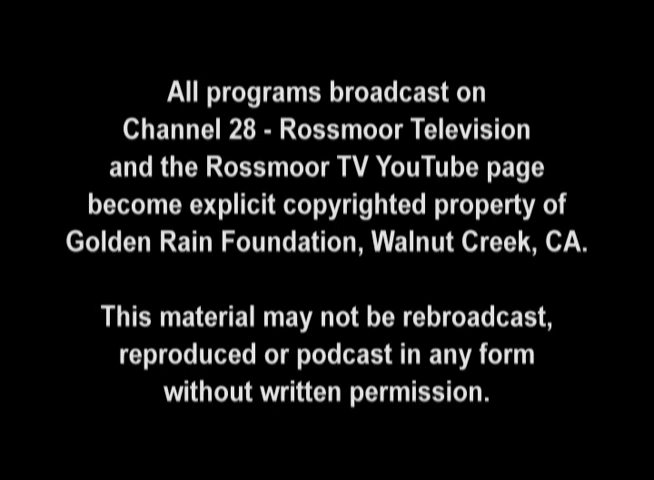 All programs broadcast on
Channel 28 - Rossmoor Television
and the Rossmoor TV YouTube page
become explicit copyrighted property of
Golden Rain Foundation, Walnut Creek, CA.
This material may not be rebroadcast,
reproduced or podcast in any form
without written permission.